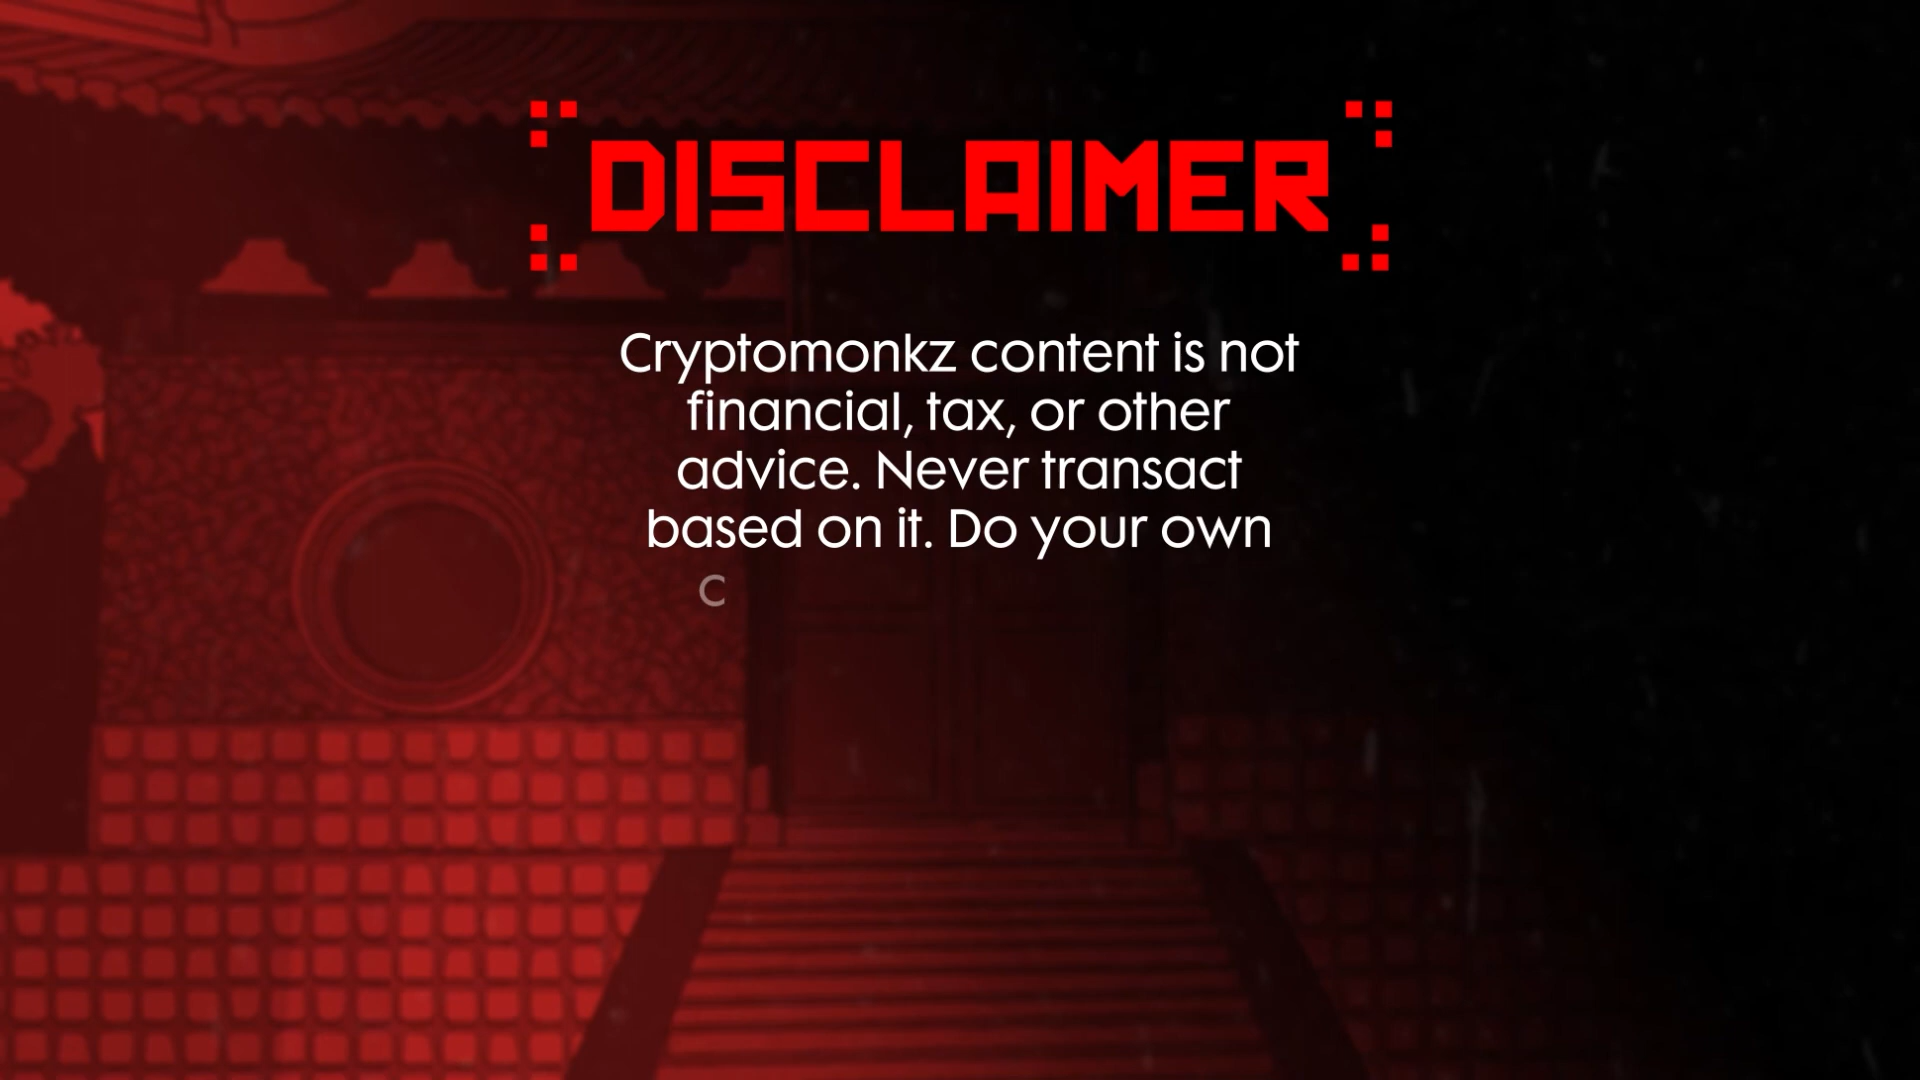 DISCLAIMER
Cryptomonkz content is not
financial, tax, or other
advice. Never transact
based on it. Do your own
c